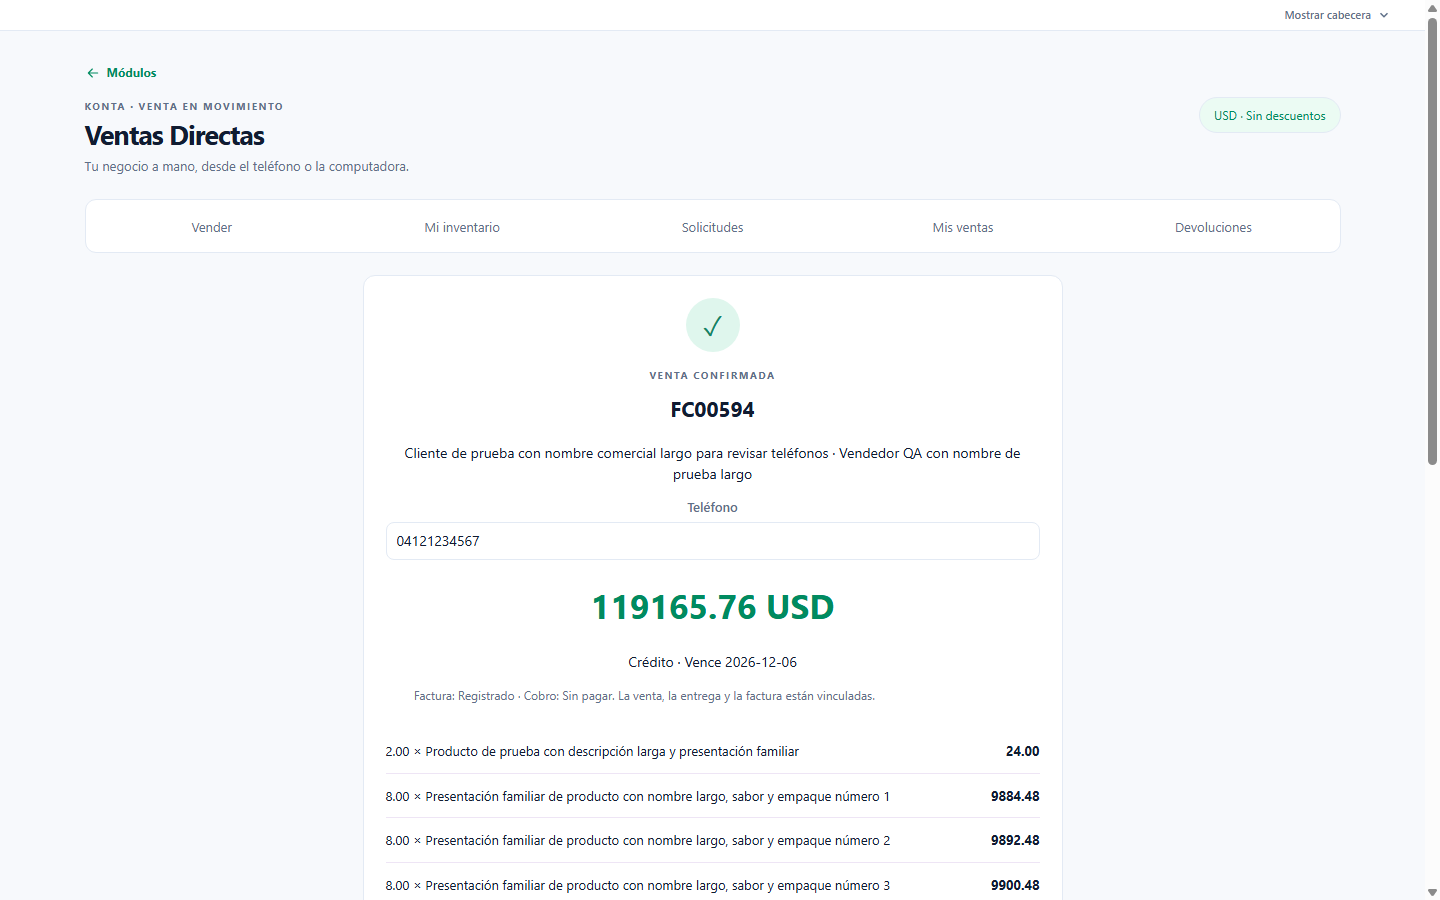 Mostrar cabecera
Módulos
KONTA · VENTA EN MOVIMIENTO
Ventas Directas
USD · Sin descuentos
Tu negocio a mano, desde el teléfono o la computadora.
Vender
Mi inventario
Solicitudes
Mis ventas
Devoluciones
VENTA CONFIRMADA
FC00594
Cliente de prueba con nombre comercial largo para revisar teléfonos · Vendedor QA con nombre de
prueba largo
Teléfono
04121234567
119165.76 USD
Crédito · Vence 2026-12-06
Factura: Registrado · Cobro: Sin pagar. La venta, la entrega y la factura están vinculadas.
2.00 × Producto de prueba con descripción larga y presentación familiar 24.00
8.00 × Presentación familiar de producto con nombre largo, sabor y empaque número 1 9884.48
8.00 × Presentación familiar de producto con nombre largo, sabor y empaque número 2 9892.48
8.00 × Presentación familiar de producto con nombre largo, sabor y empaque número 3 9900.48